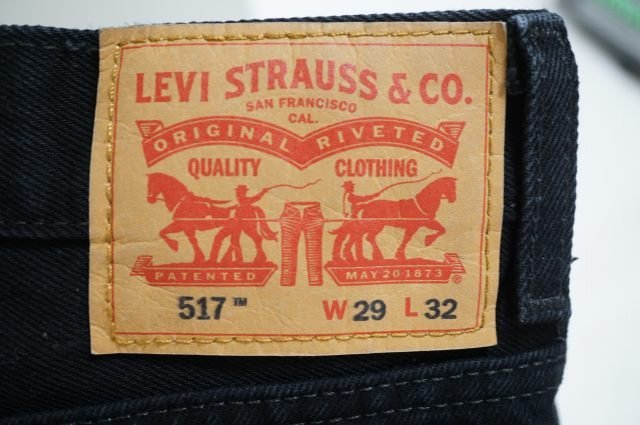 LEVI STRAUSS & CO.
SAN FRANCISCO
CAL.
ORIGINAL RIVETED
QUALITY CLOTHING
PATENTED MAY 20 1873 ®
517™ W 29 L 32